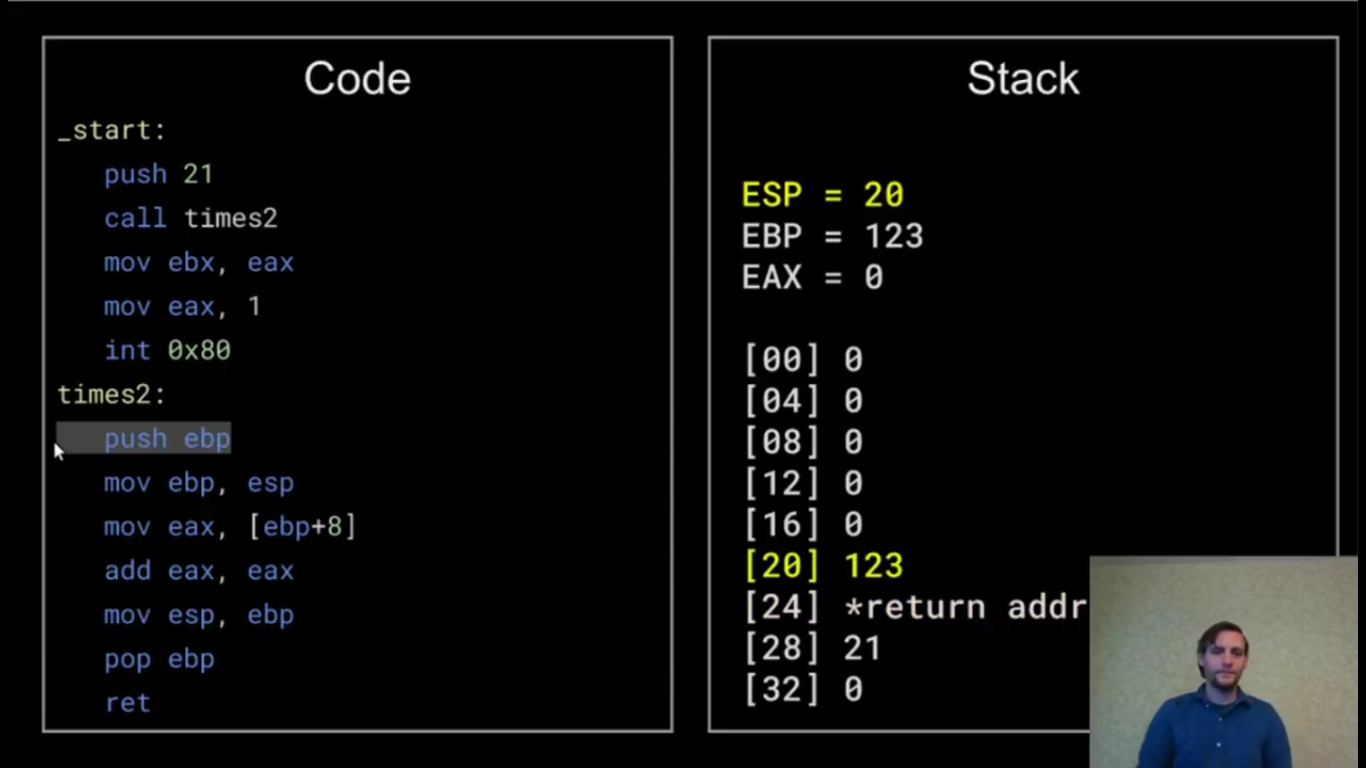 Code
_start:
push 21
call times2
mov ebx, eax
mov eax, 1
int 0x80
times2:
push ebp
mov ebp, esp
mov eax, [ebp+8]
add eax, eax
mov esp, ebp
pop ebp
ret
Stack
ESP = 20
EBP = 123
EAX = 0
[00] 0
[04] 0
[08] 0
[12] 0
[16] 0
[20] 123
[24] *return addr
[28] 21
[32] 0